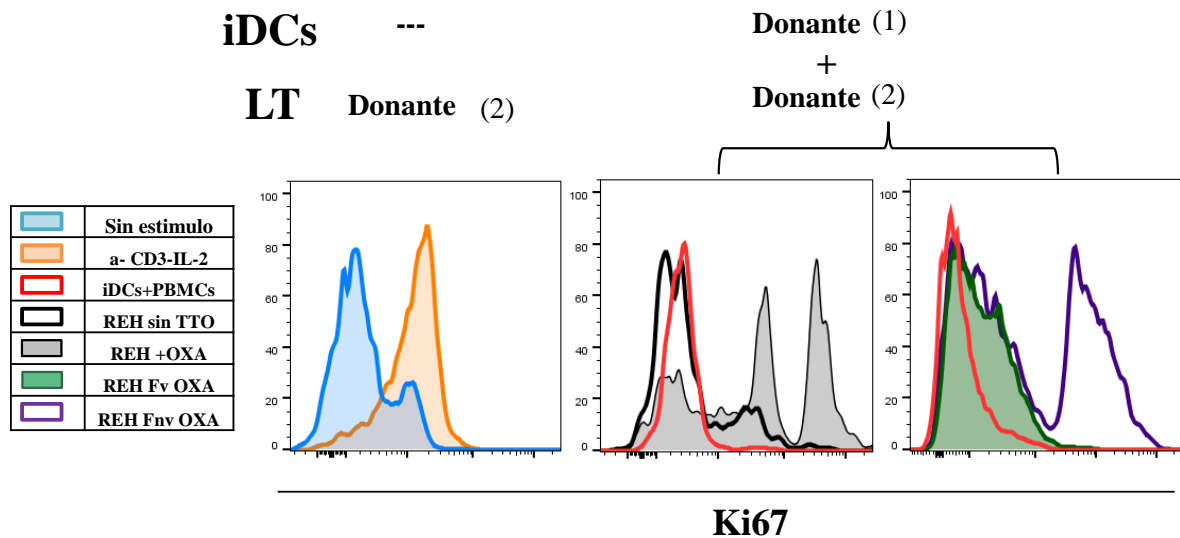 iDCs --- Donante (1)
+
LT Donante (2) Donante (2)
Sin estimulo
a- CD3-IL-2
iDCs+PBMCs
REH sin TTO
REH +OXA
REH Fv OXA
REH Fnv OXA
100 100 100
80 80 80
60 60 60
40 40 40
20 20 20
0 0 0
Ki67